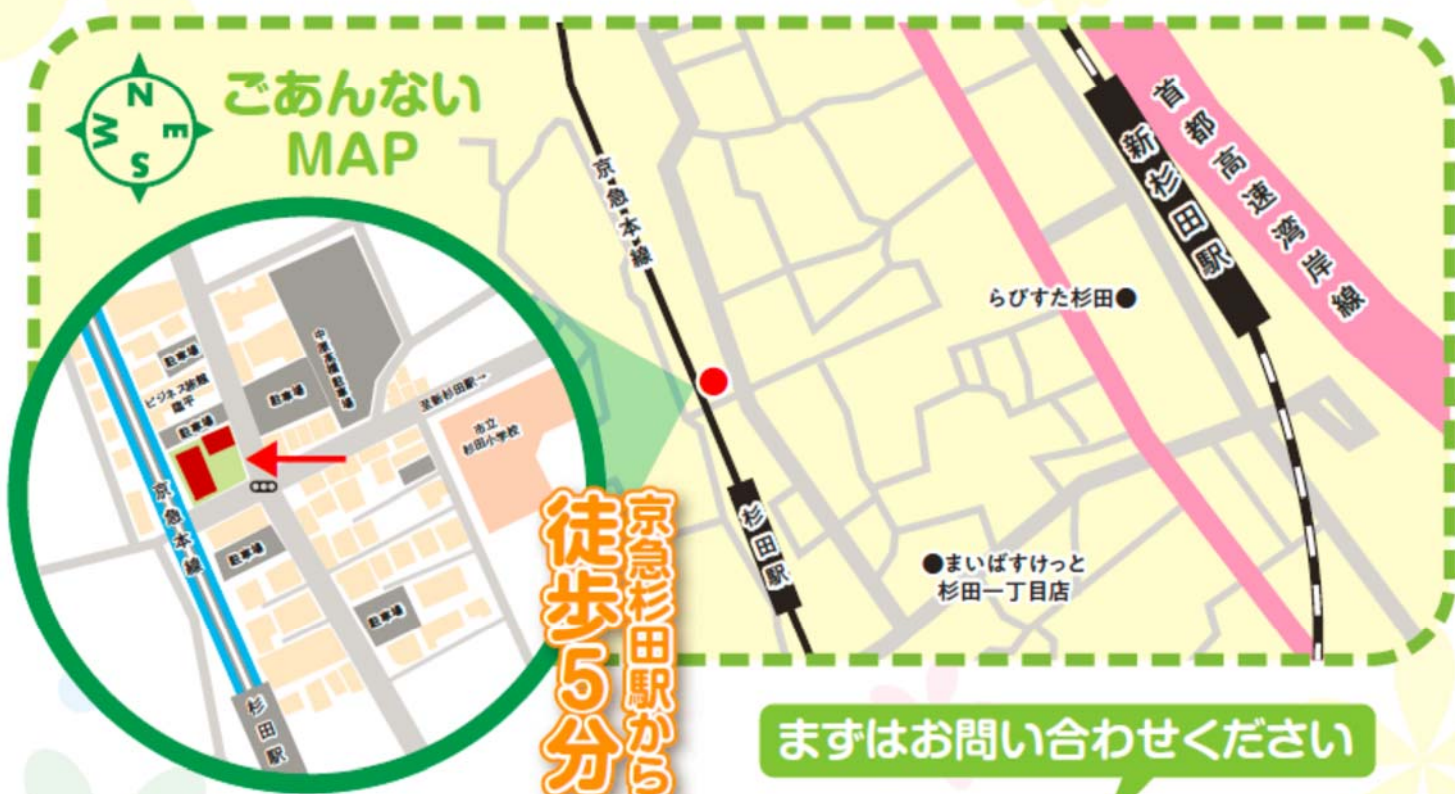 N
W
E
S
ごあんない
MAP
京急本線
新杉田駅
首都高速湾岸線
らびすた杉田
杉田駅
まいばすけっと
杉田一丁目店
駐車場
ビジネス旅館
駐車場
駐車場
中原高橋駐車場
至新杉田駅→
市立
杉田小学校
京急本線
駐車場
駐車場
杉田駅
京急杉田駅から
徒歩5分
まずはお問い合わせください